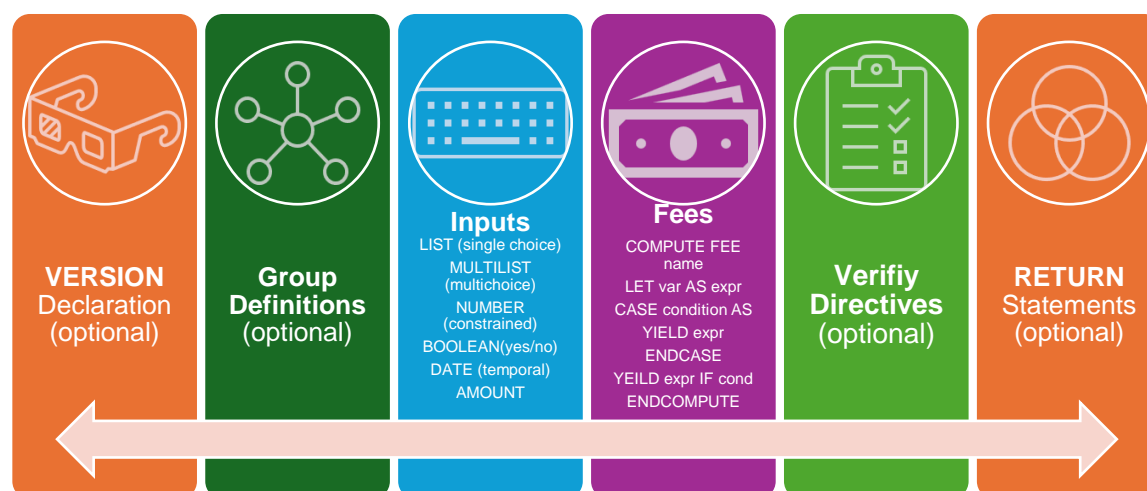 VERSION
Declaration
(optional)
Group
Definitions
(optional)
Inputs
LIST (single choice)
MULTILIST
(multichoice)
NUMBER
(constrained)
BOOLEAN(yes/no)
DATE (temporal)
AMOUNT
Fees
COMPUTE FEE
name
LET var AS expr
CASE condition AS
YIELD expr
ENDCASE
YEILD expr IF cond
ENDCOMPUTE
Verifiy
Directives
(optional)
RETURN
Statements
(optional)